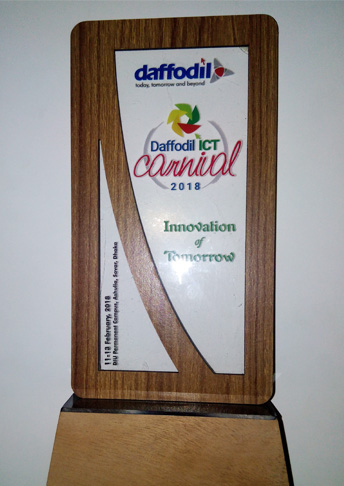 daffodil
today, tomorrow and beyond
Daffodil ICT
carnival
2018
Innovation
of
Tomorrow
11-12 February, 2018
DIU Permanent Campus, Ashulia, Savar, Dhaka